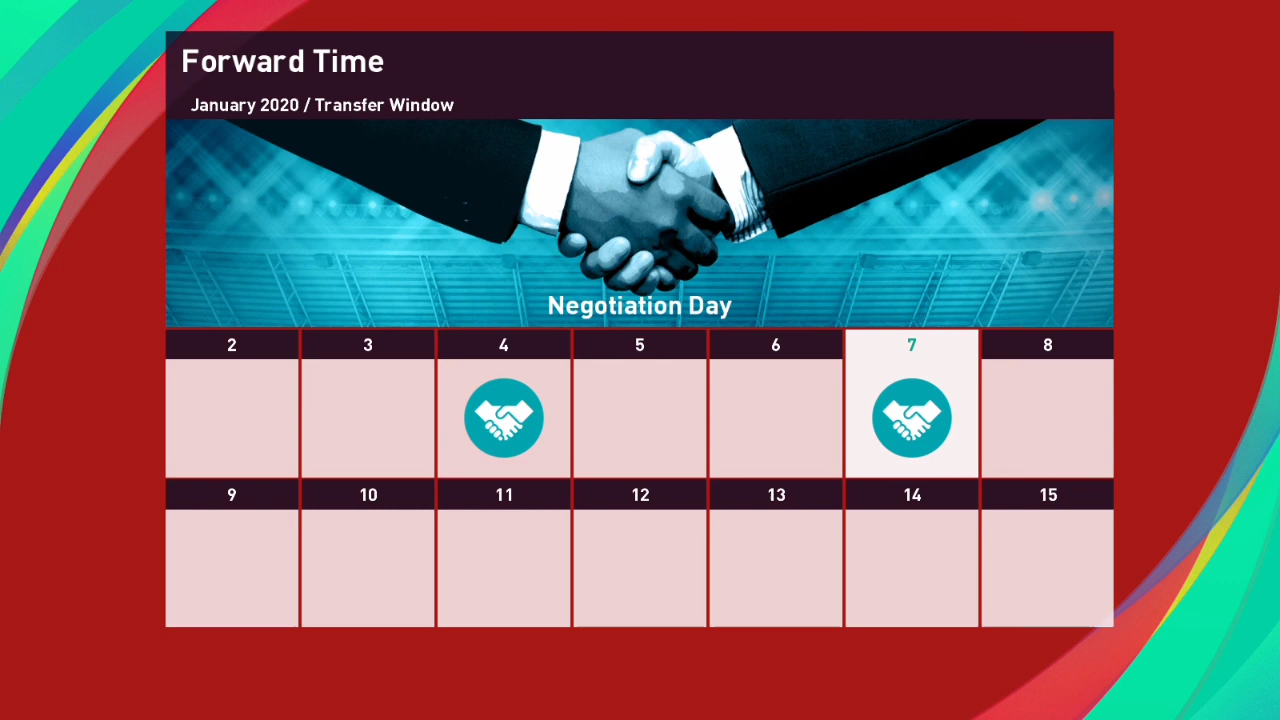 Forward Time
January 2020 / Transfer Window
Negotiation Day
2 3 4 5 6 7 8
9 10 11 12 13 14 15